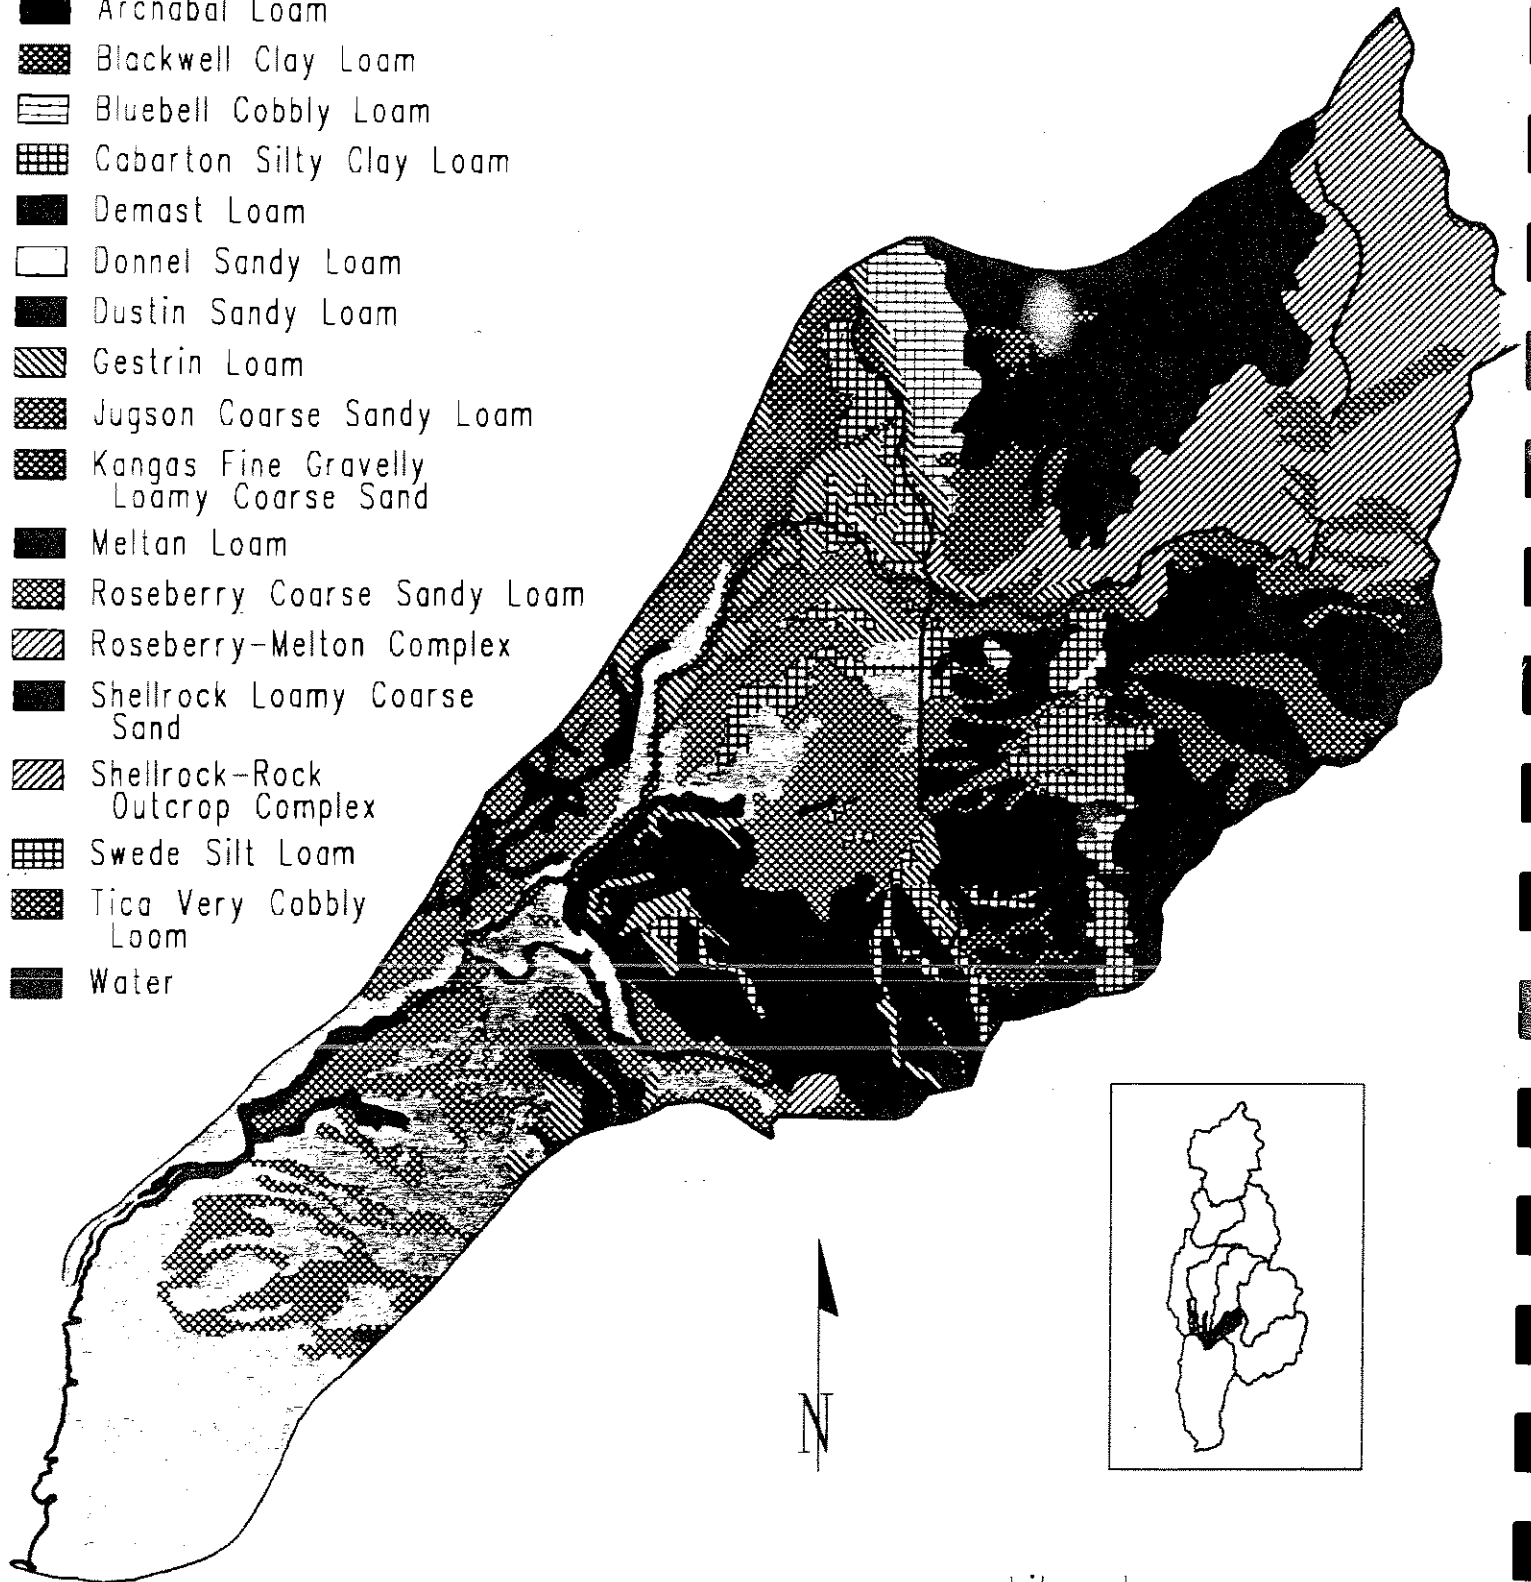 Archabal Loam
Blackwell Clay Loam
Bluebell Cobbly Loam
Cabarton Silty Clay Loam
Demast Loam
Donnel Sandy Loam
Dustin Sandy Loam
Gestrin Loam
Jugson Coarse Sandy Loam
Kangas Fine Gravelly
Loamy Coarse Sand
Meltan Loam
Roseberry Coarse Sandy Loam
Roseberry-Melton Complex
Shellrock Loamy Coarse
Sand
Shellrock-Rock
Outcrop Complex
Swede Silt Loam
Tica Very Cobbly
Loam
Water
N